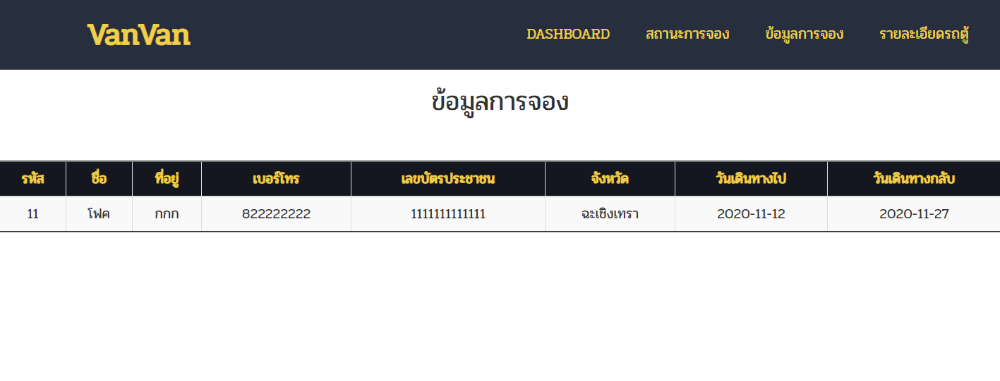 VanVan DASHBOARD สถานะการจอง ข้อมูลการจอง รายละเอียดรถตู้
ข้อมูลการจอง
รหัส ชื่อ ที่อยู่ เบอร์โทร เลขบัตรประชาชน จังหวัด วันเดินทางไป วันเดินทางกลับ
11 โฟค กกก 822222222 1111111111111 ฉะเชิงเทรา 2020-11-12 2020-11-27